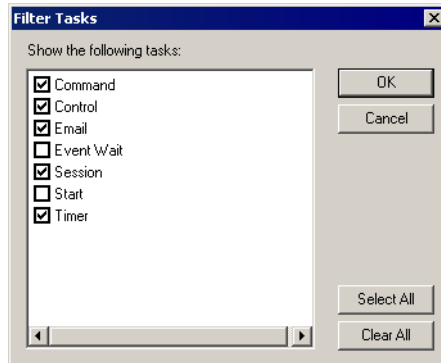 Filter Tasks
Show the following tasks:
Command
Control
Email
Event Wait
Session
Start
Timer
OK
Cancel
Select All
Clear All